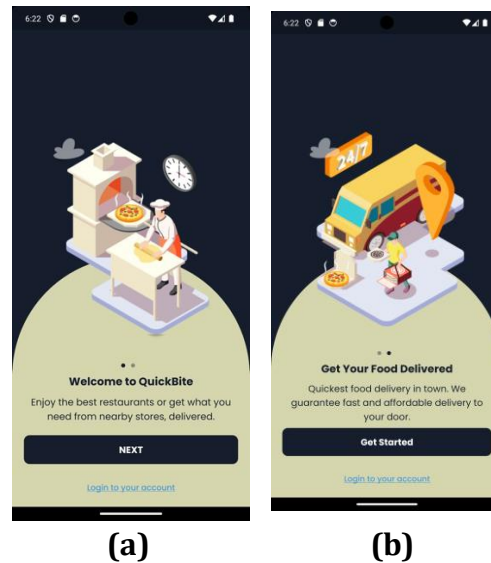 6:22
Welcome to QuickBite
Enjoy the best restaurants or get what you
need from nearby stores, delivered.
NEXT
Login to your account
(a)
6:22
24/7
Get Your Food Delivered
Quickest food delivery in town. We
guarantee fast and affordable delivery to
your door.
Get Started
Login to your account
(b)